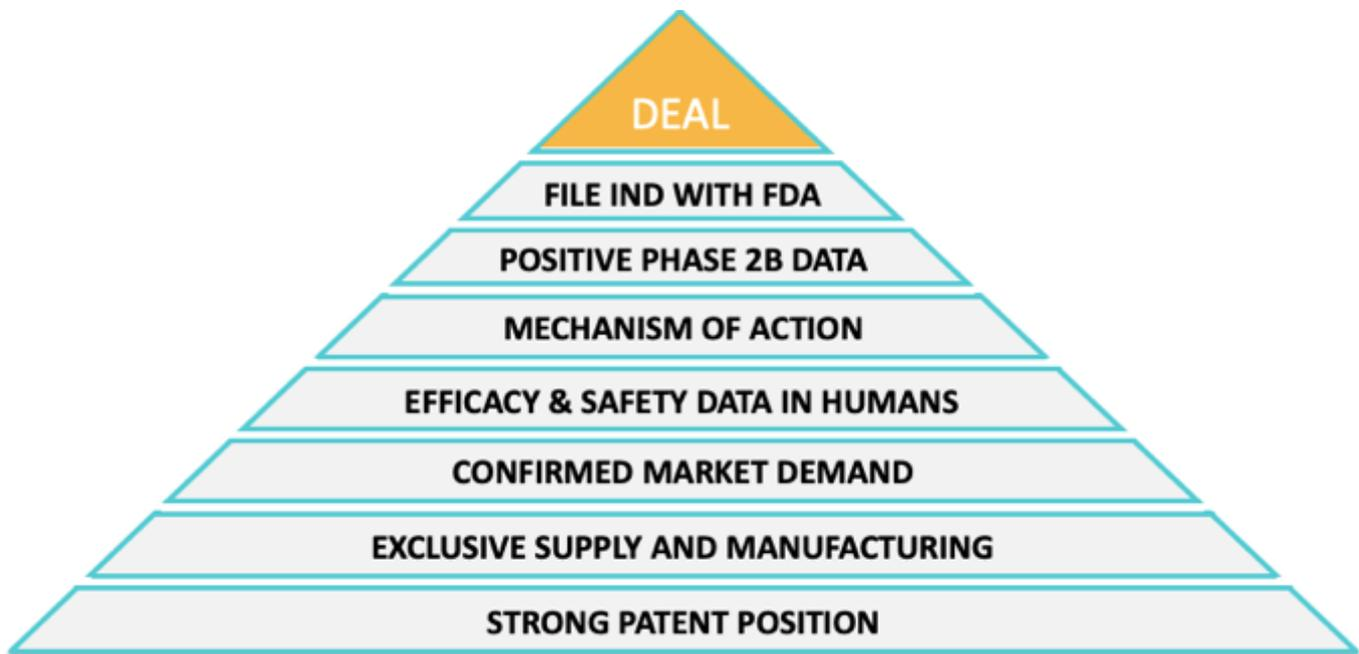 DEAL
FILE IND WITH FDA
POSITIVE PHASE 2B DATA
MECHANISM OF ACTION
EFFICACY & SAFETY DATA IN HUMANS
CONFIRMED MARKET DEMAND
EXCLUSIVE SUPPLY AND MANUFACTURING
STRONG PATENT POSITION